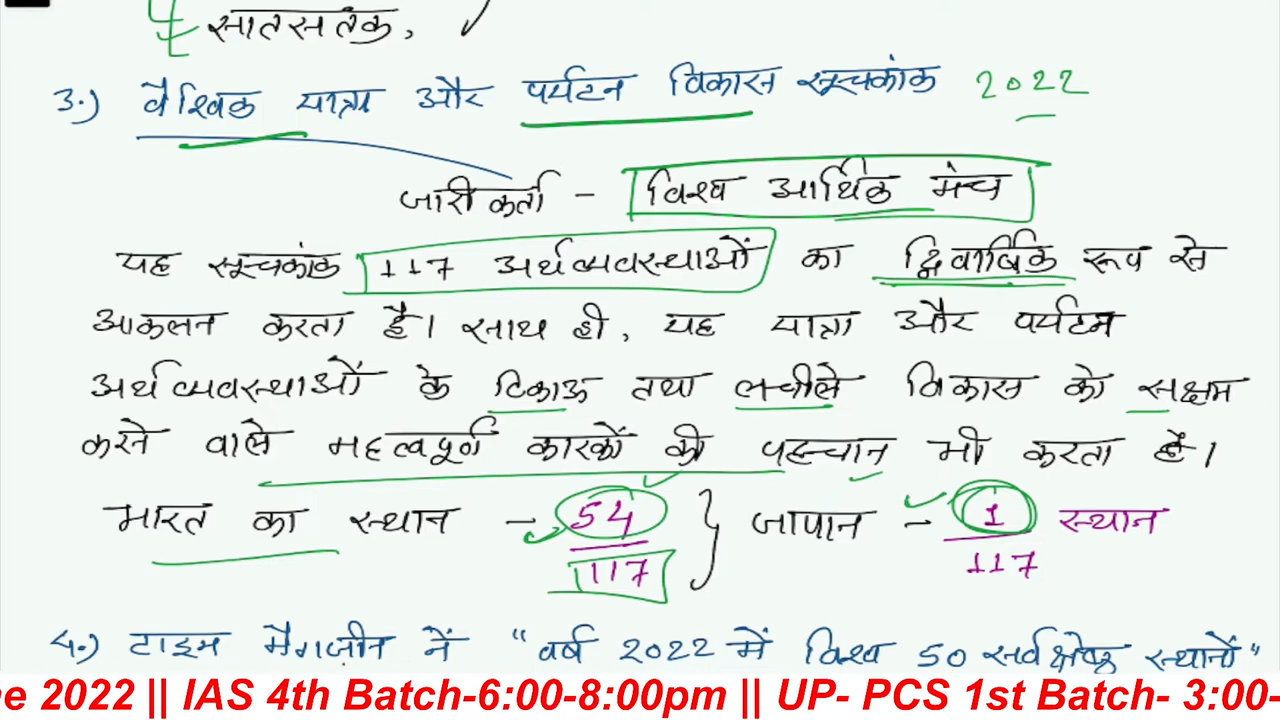 सातसतक,
3.) वैश्विक यात्रा और पर्यटन विकास सूचकांक 2022
जारीकर्ता - विश्व आर्थिक मंच
यह सूचकांक 117 अर्थव्यवस्थाओं का द्विवार्षिक रूप से
आकलन करता है। साथ ही, यह यात्रा और पर्यटन
अर्थव्यवस्थाओं के टिकाऊ तथा लचीले विकास को सक्षम
करने वाले महत्वपूर्ण कारकों की पहचान भी करता है।
भारत का स्थान - 54/117 } जापान - 1/117 स्थान
4.) टाइम मैगजीन ने "वर्ष 2022 में विश्व 50 सर्वश्रेष्ठ स्थानों"
ne 2022 || IAS 4th Batch-6:00-8:00pm || UP- PCS 1st Batch- 3:00-